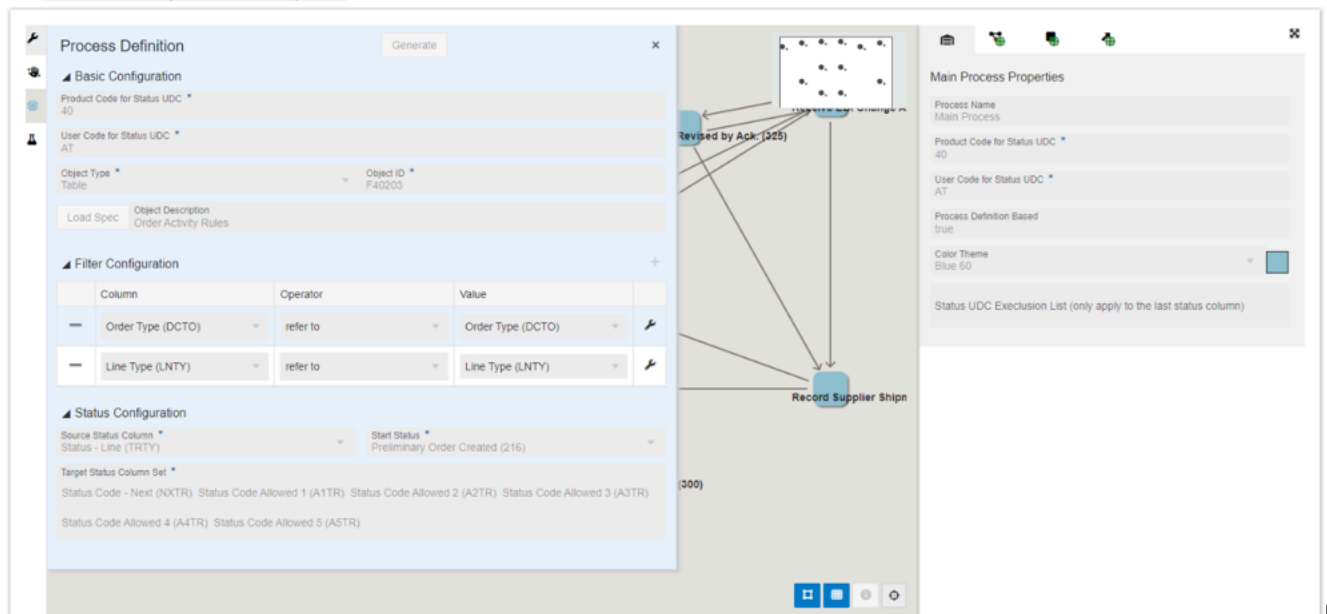 Process Definition
Generate
×
Basic Configuration
Product Code for Status UDC *
40
User Code for Status UDC *
AT
Object Type *
Table
Object ID *
F40203
Load Spec
Object Description
Order Activity Rules
Filter Configuration
+
Column Operator Value
Order Type (DCTO) refer to Order Type (DCTO)
Line Type (LNTY) refer to Line Type (LNTY)
Status Configuration
Source Status Column *
Status - Line (TRTY)
Start Status *
Preliminary Order Created (216)
Target Status Column Set *
Status Code - Next (NXTR) Status Code Allowed 1 (A1TR) Status Code Allowed 2 (A2TR) Status Code Allowed 3 (A3TR)
Status Code Allowed 4 (A4TR) Status Code Allowed 5 (A5TR)
Revised by Ack. (325)
Record Supplier Shipn
(300)
Main Process Properties
Process Name
Main Process
Product Code for Status UDC *
40
User Code for Status UDC *
AT
Process Definition Based
true
Color Theme
Blue 60
Status UDC Execlusion List (only apply to the last status column)